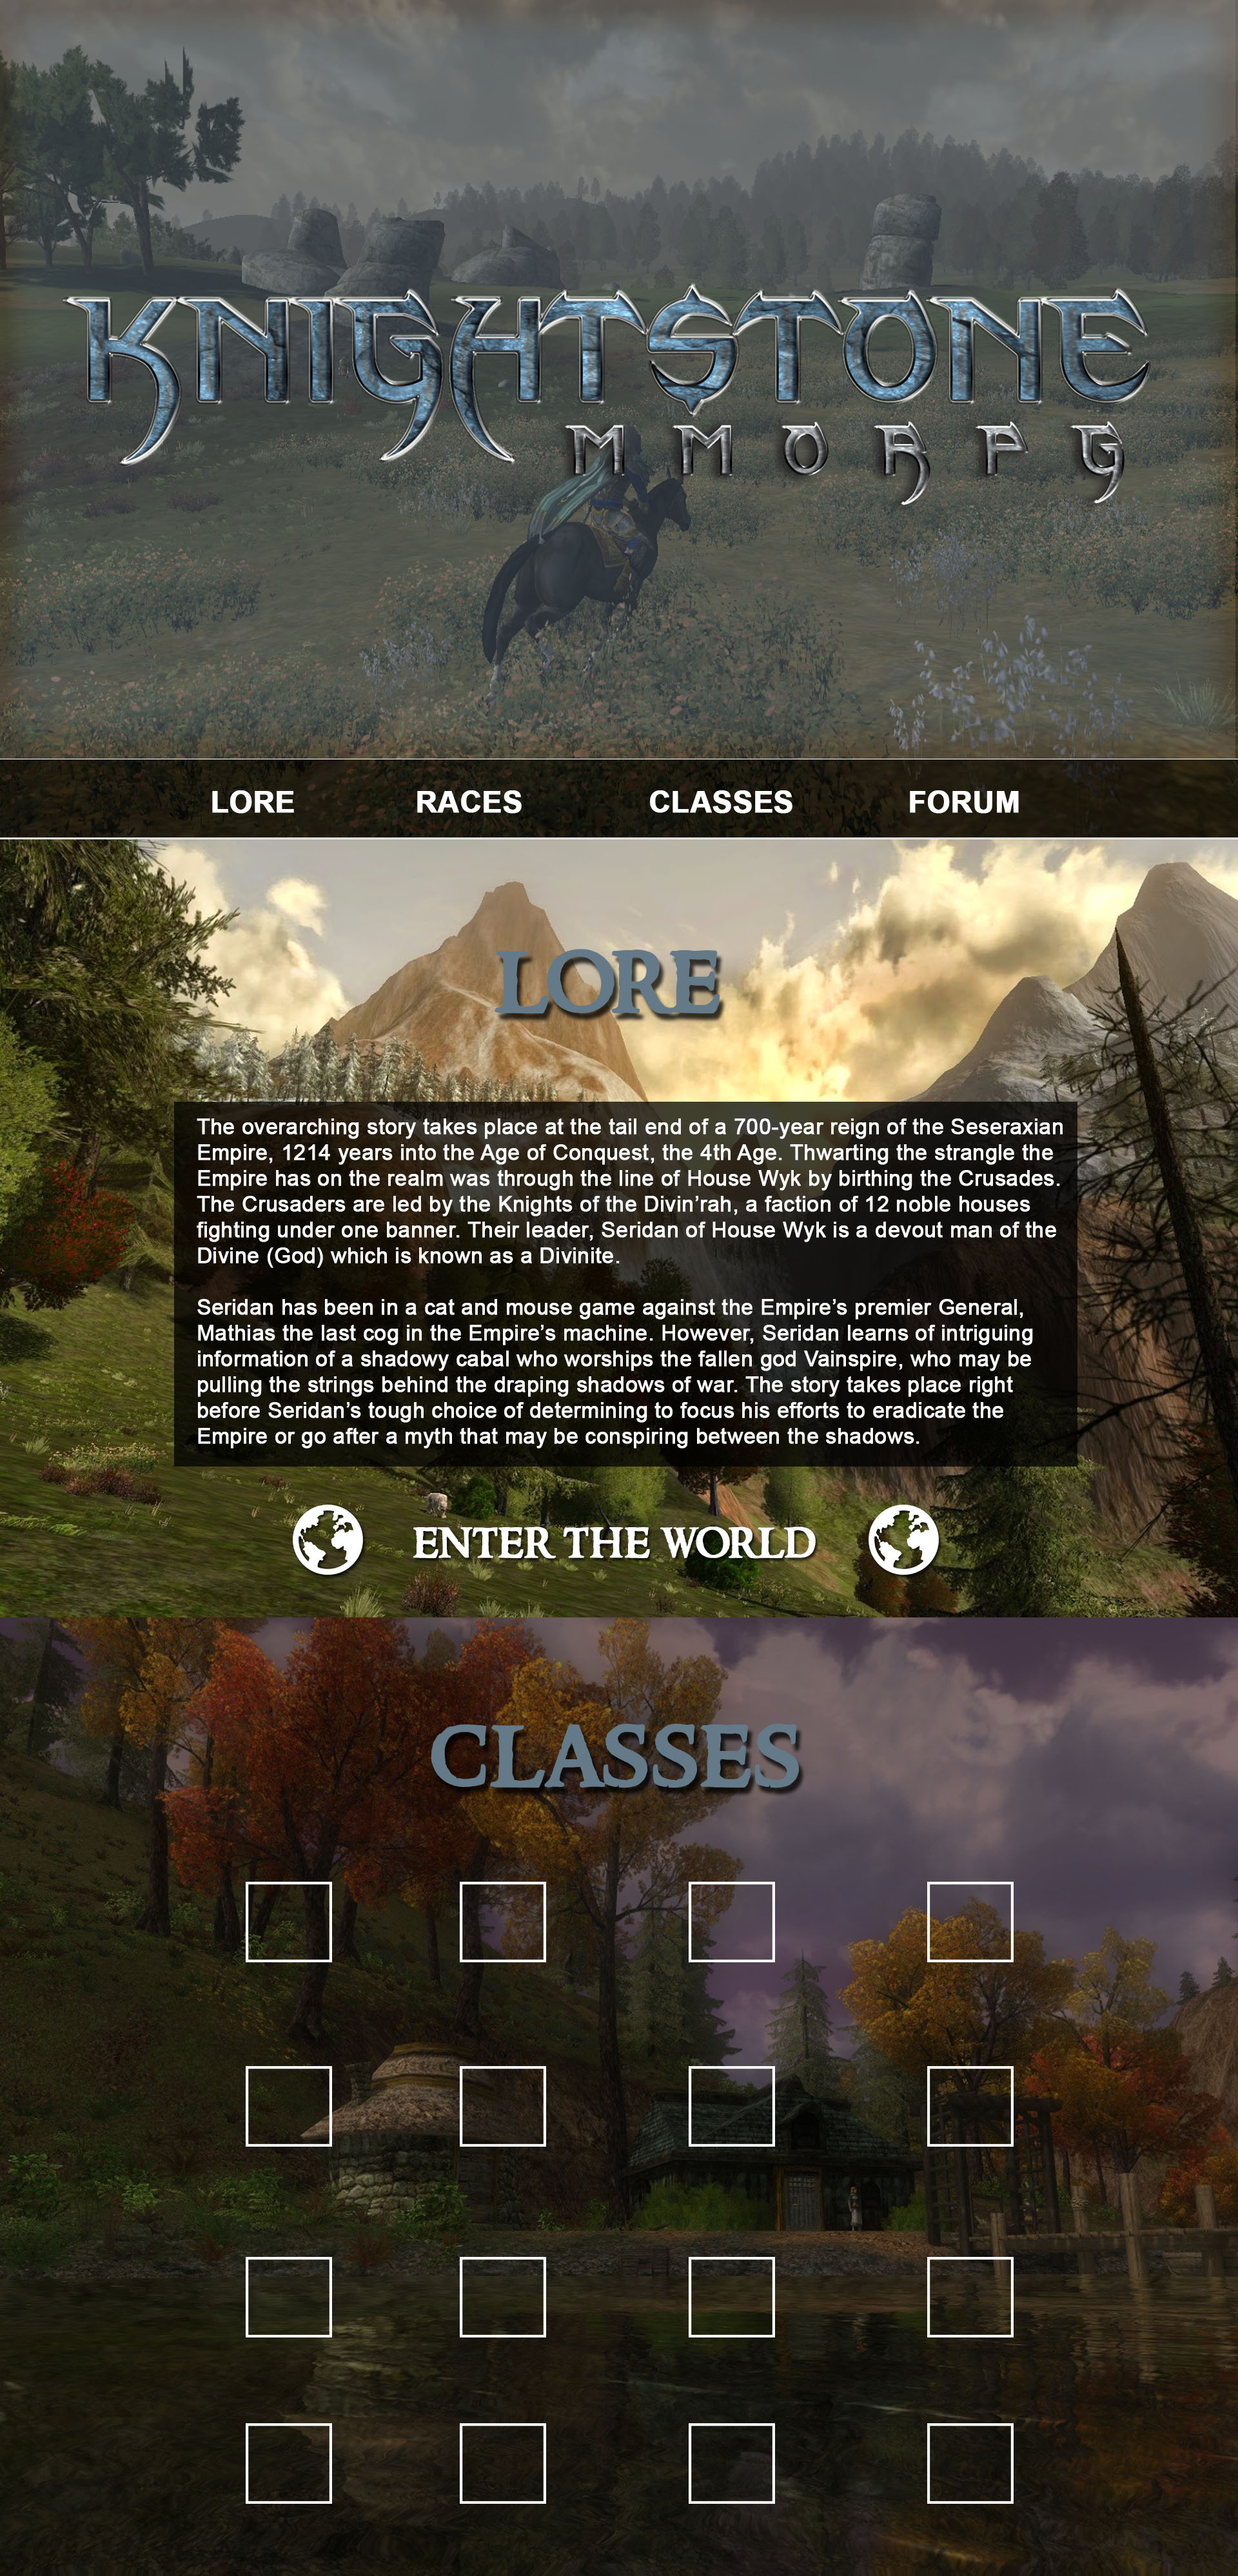 KNIGHTSTONE
MMORPG
LORE RACES CLASSES FORUM
LORE
The overarching story takes place at the tail end of a 700-year reign of the Seseraxian
Empire, 1214 years into the Age of Conquest, the 4th Age. Thwarting the strangle the
Empire has on the realm was through the line of House Wyk by birthing the Crusades.
The Crusaders are led by the Knights of the Divin’rah, a faction of 12 noble houses
fighting under one banner. Their leader, Seridan of House Wyk is a devout man of the
Divine (God) which is known as a Divinite.
Seridan has been in a cat and mouse game against the Empire’s premier General,
Mathias the last cog in the Empire’s machine. However, Seridan learns of intriguing
information of a shadowy cabal who worships the fallen god Vainspire, who may be
pulling the strings behind the draping shadows of war. The story takes place right
before Seridan’s tough choice of determining to focus his efforts to eradicate the
Empire or go after a myth that may be conspiring between the shadows.
ENTER THE WORLD
CLASSES